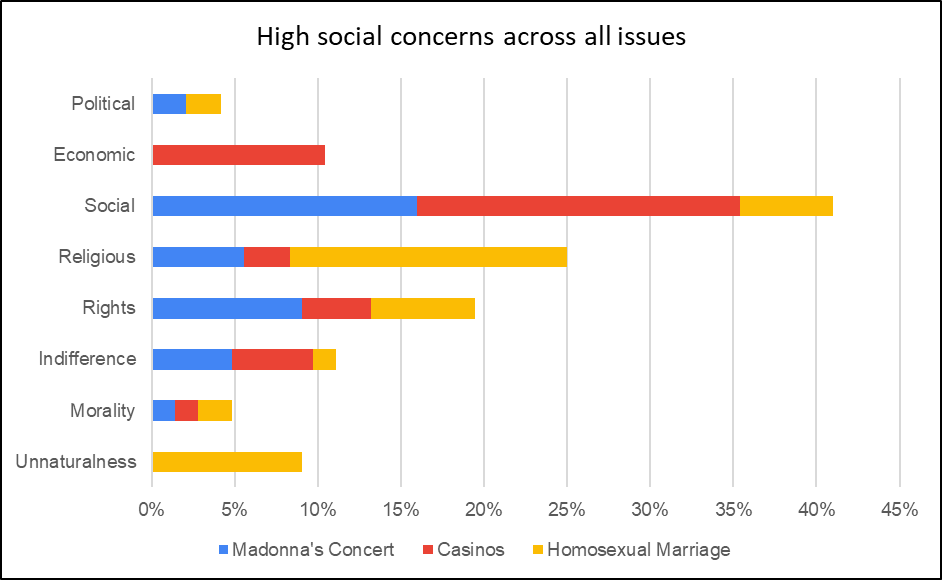 High social concerns across all issues
Political
Economic
Social
Religious
Rights
Indifference
Morality
Unnaturalness
0% 5% 10% 15% 20% 25% 30% 35% 40% 45%
Madonna's Concert Casinos Homosexual Marriage